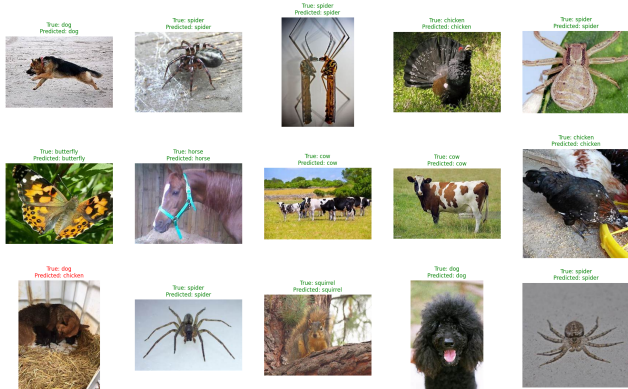 True: dog
Predicted: dog
True: spider
Predicted: spider
True: spider
Predicted: spider
True: chicken
Predicted: chicken
True: spider
Predicted: spider
True: butterfly
Predicted: butterfly
True: horse
Predicted: horse
True: cow
Predicted: cow
True: cow
Predicted: cow
True: chicken
Predicted: chicken
True: dog
Predicted: chicken
True: spider
Predicted: spider
True: squirrel
Predicted: squirrel
True: dog
Predicted: dog
True: spider
Predicted: spider